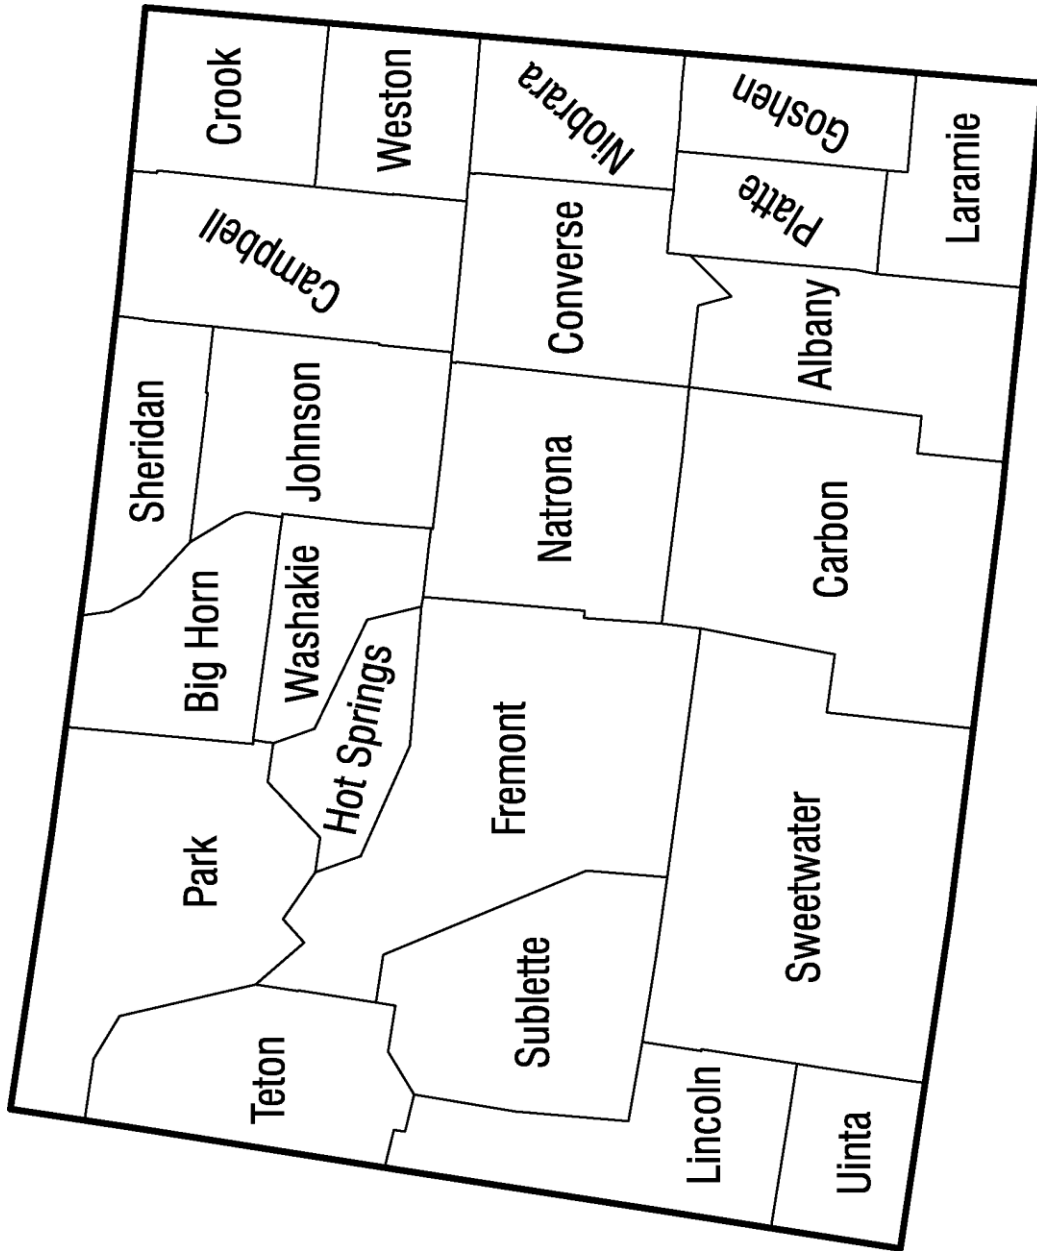 Crook
Weston
Niobrara
Goshen
Laramie
Campbell
Converse
Platte
Albany
Sheridan
Johnson
Natrona
Carbon
Big Horn
Washakie
Hot Springs
Fremont
Park
Sweetwater
Sublette
Teton
Lincoln
Uinta